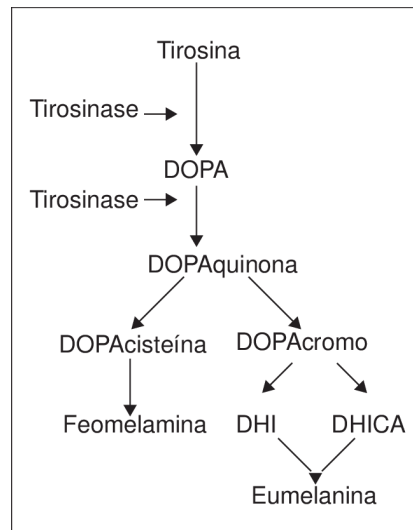 Tirosina
Tirosinase
DOPA
Tirosinase
DOPAquinona
DOPAcisteína DOPAcromo
Feomelamina DHI DHICA
Eumelanina